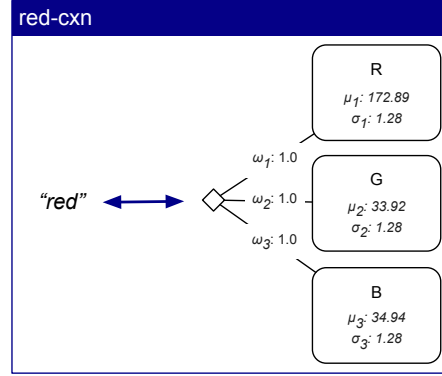 red-cxn
R
μ1: 172.89
σ1: 1.28
ω1: 1.0
G
“red”
ω2: 1.0
μ2: 33.92
σ2: 1.28
ω3: 1.0
B
μ3: 34.94
σ3: 1.28